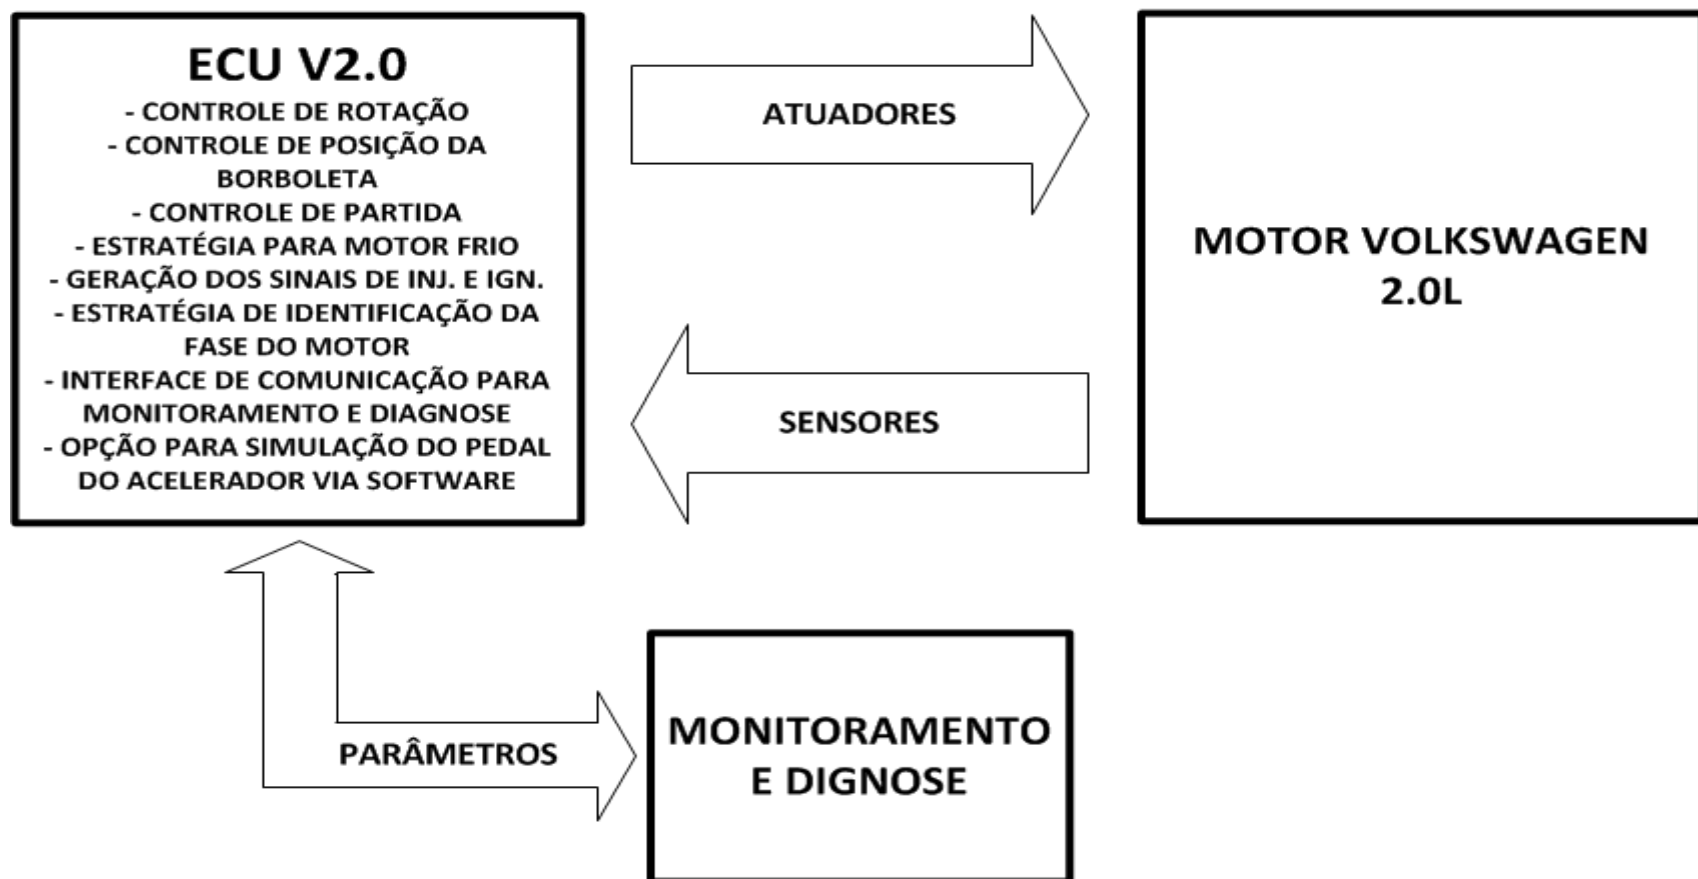 ECU V2.0
- CONTROLE DE ROTAÇÃO
- CONTROLE DE POSIÇÃO DA
BORBOLETA
- CONTROLE DE PARTIDA
- ESTRATÉGIA PARA MOTOR FRIO
- GERAÇÃO DOS SINAIS DE INJ. E IGN.
- ESTRATÉGIA DE IDENTIFICAÇÃO DA
FASE DO MOTOR
- INTERFACE DE COMUNICAÇÃO PARA
MONITORAMENTO E DIAGNOSE
- OPÇÃO PARA SIMULAÇÃO DO PEDAL
DO ACELERADOR VIA SOFTWARE
ATUADORES
SENSORES
MOTOR VOLKSWAGEN
2.0L
PARÂMETROS
MONITORAMENTO
E DIGNOSE